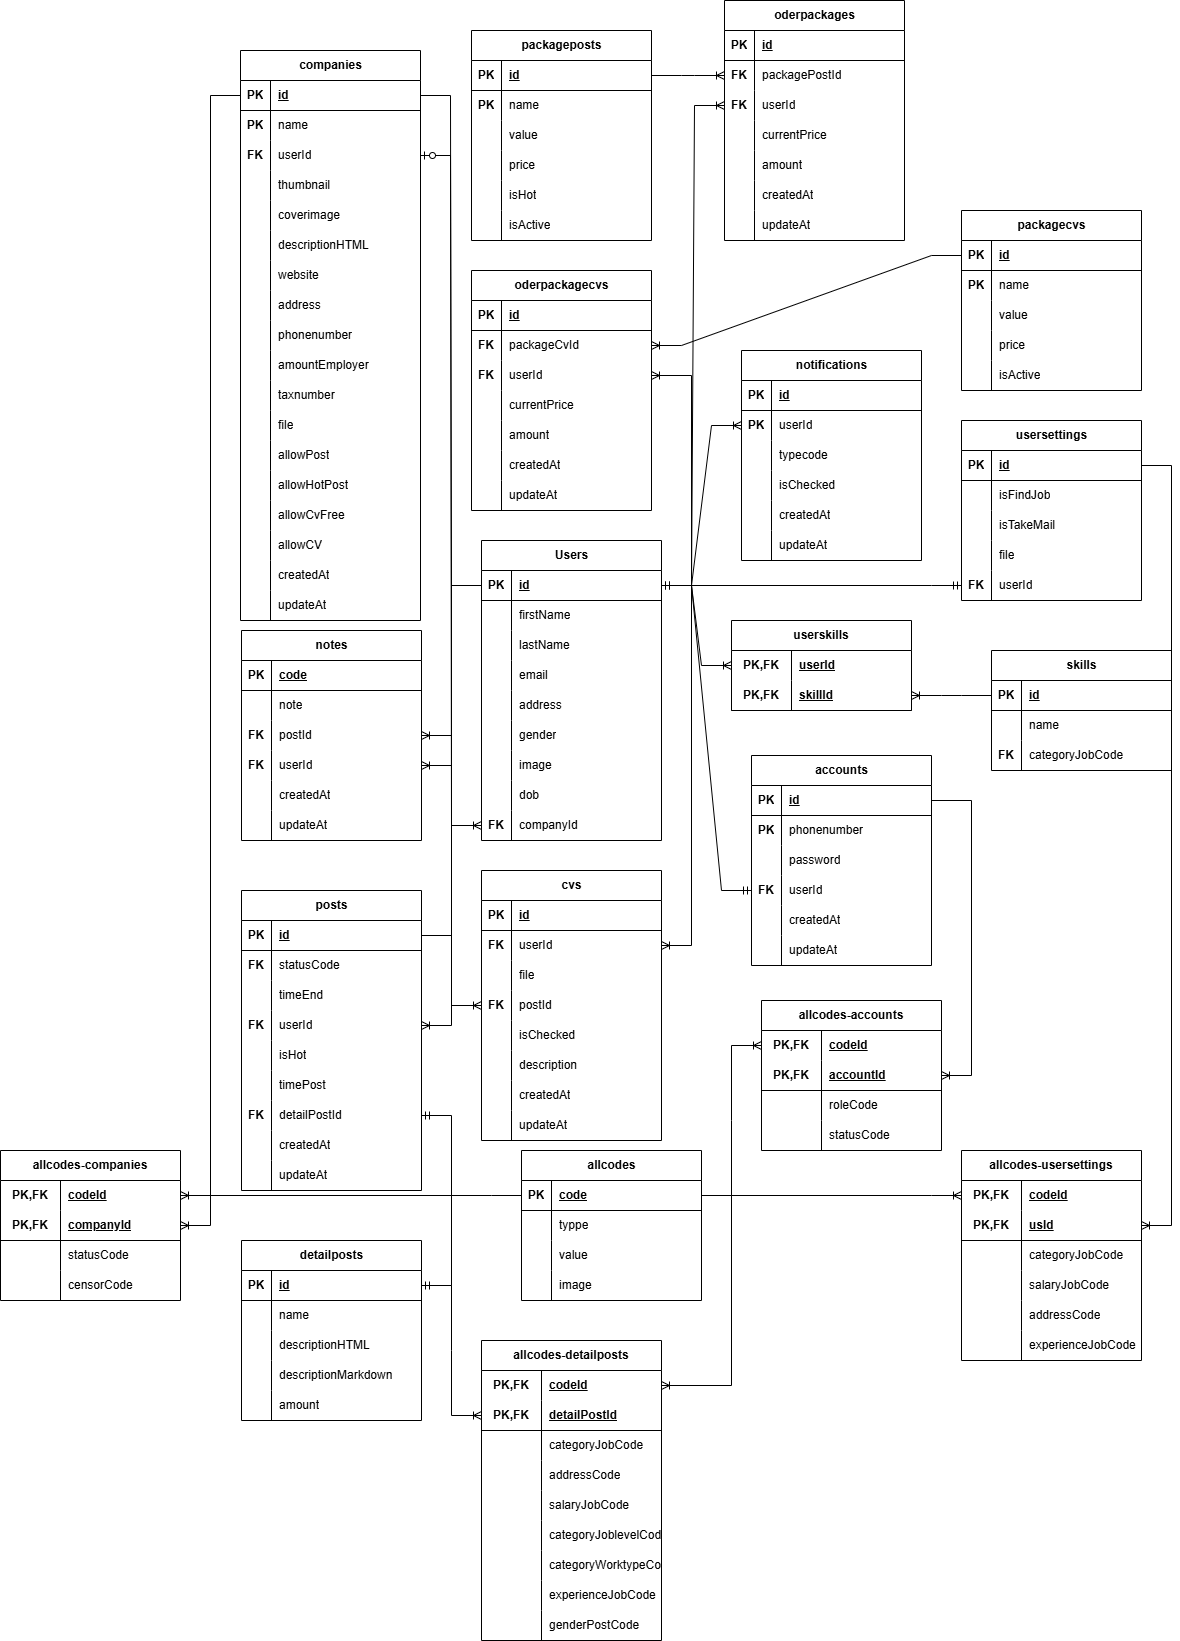 oderpackages
PK id
FK packagePostId
FK userId
currentPrice
amount
createdAt
updateAt
packageposts
PK id
PK name
value
price
isHot
isActive
companies
PK id
PK name
FK userId
thumbnail
coverimage
descriptionHTML
website
address
phonenumber
amountEmployer
taxnumber
file
allowPost
allowHotPost
allowCvFree
allowCV
createdAt
updateAt
packagecvs
PK id
PK name
value
price
isActive
oderpackagecvs
PK id
FK packageCvId
FK userId
currentPrice
amount
createdAt
updateAt
notifications
PK id
PK userId
typecode
isChecked
createdAt
updateAt
usersettings
PK id
isFindJob
isTakeMail
file
FK userId
Users
PK id
firstName
lastName
email
address
gender
image
dob
FK companyId
notes
PK code
note
FK postId
FK userId
createdAt
updateAt
userskills
PK,FK userId
PK,FK skillId
skills
PK id
name
FK categoryJobCode
accounts
PK id
PK phonenumber
password
FK userId
createdAt
updateAt
cvs
PK id
FK userId
file
FK postId
isChecked
description
createdAt
updateAt
posts
PK id
FK statusCode
timeEnd
FK userId
isHot
timePost
FK detailPostId
createdAt
updateAt
allcodes-accounts
PK,FK codeId
PK,FK accountId
roleCode
statusCode
allcodes-companies
PK,FK codeId
PK,FK companyId
statusCode
censorCode
allcodes
PK code
typpe
value
image
allcodes-usersettings
PK,FK codeId
PK,FK usId
categoryJobCode
salaryJobCode
addressCode
experienceJobCode
detailposts
PK id
name
descriptionHTML
descriptionMarkdown
amount
allcodes-detailposts
PK,FK codeId
PK,FK detailPostId
categoryJobCode
addressCode
salaryJobCode
categoryJoblevelCod
categoryWorktypeCo
experienceJobCode
genderPostCode